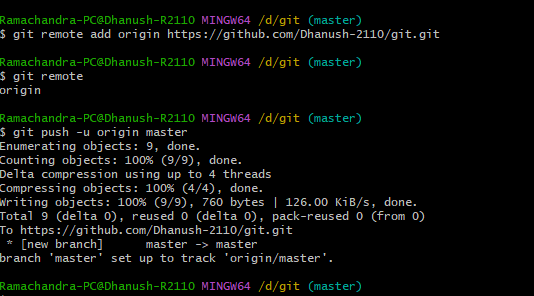 Ramachandra-PC@Dhanush-R2110 MINGW64 /d/git (master)
$ git remote add origin https://github.com/Dhanush-2110/git.git
Ramachandra-PC@Dhanush-R2110 MINGW64 /d/git (master)
$ git remote
origin
Ramachandra-PC@Dhanush-R2110 MINGW64 /d/git (master)
$ git push -u origin master
Enumerating objects: 9, done.
Counting objects: 100% (9/9), done.
Delta compression using up to 4 threads
Compressing objects: 100% (4/4), done.
Writing objects: 100% (9/9), 760 bytes | 126.00 KiB/s, done.
Total 9 (delta 0), reused 0 (delta 0), pack-reused 0 (from 0)
To https://github.com/Dhanush-2110/git.git
 * [new branch]      master -> master
branch 'master' set up to track 'origin/master'.
Ramachandra-PC@Dhanush-R2110 MINGW64 /d/git (master)